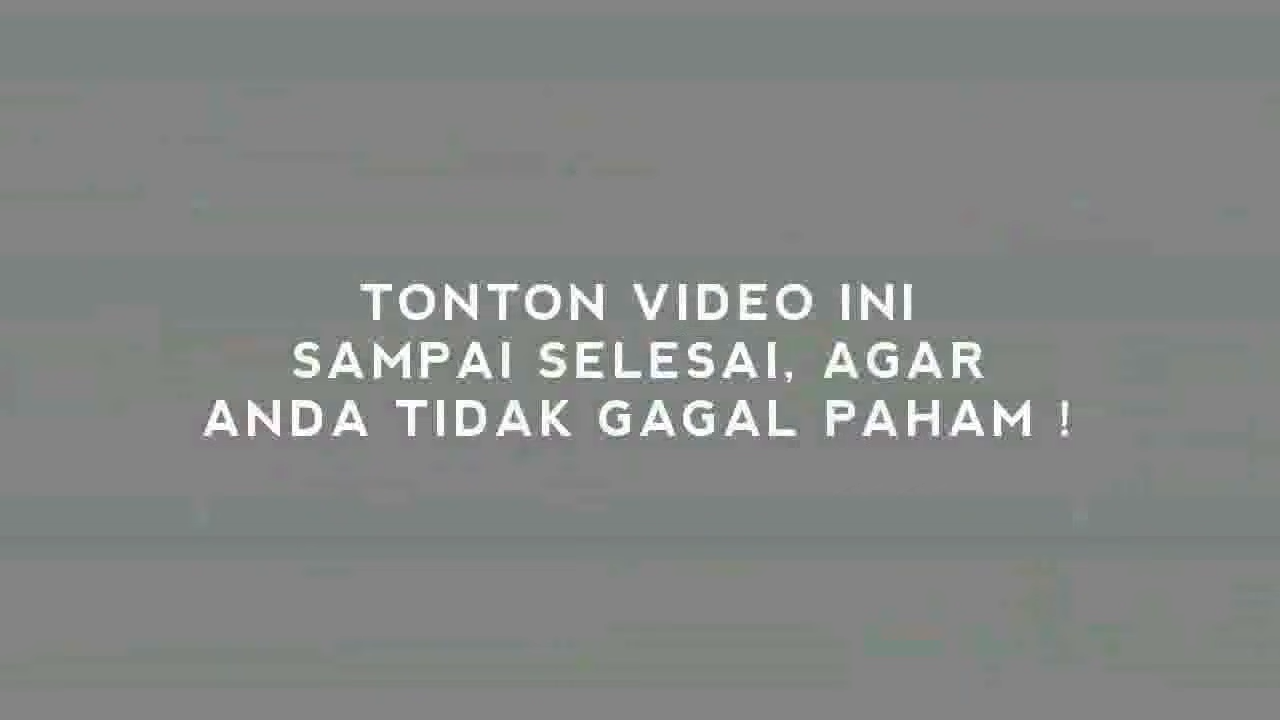 TONTON VIDEO INI
SAMPAI SELESAI, AGAR
ANDA TIDAK GAGAL PAHAM !